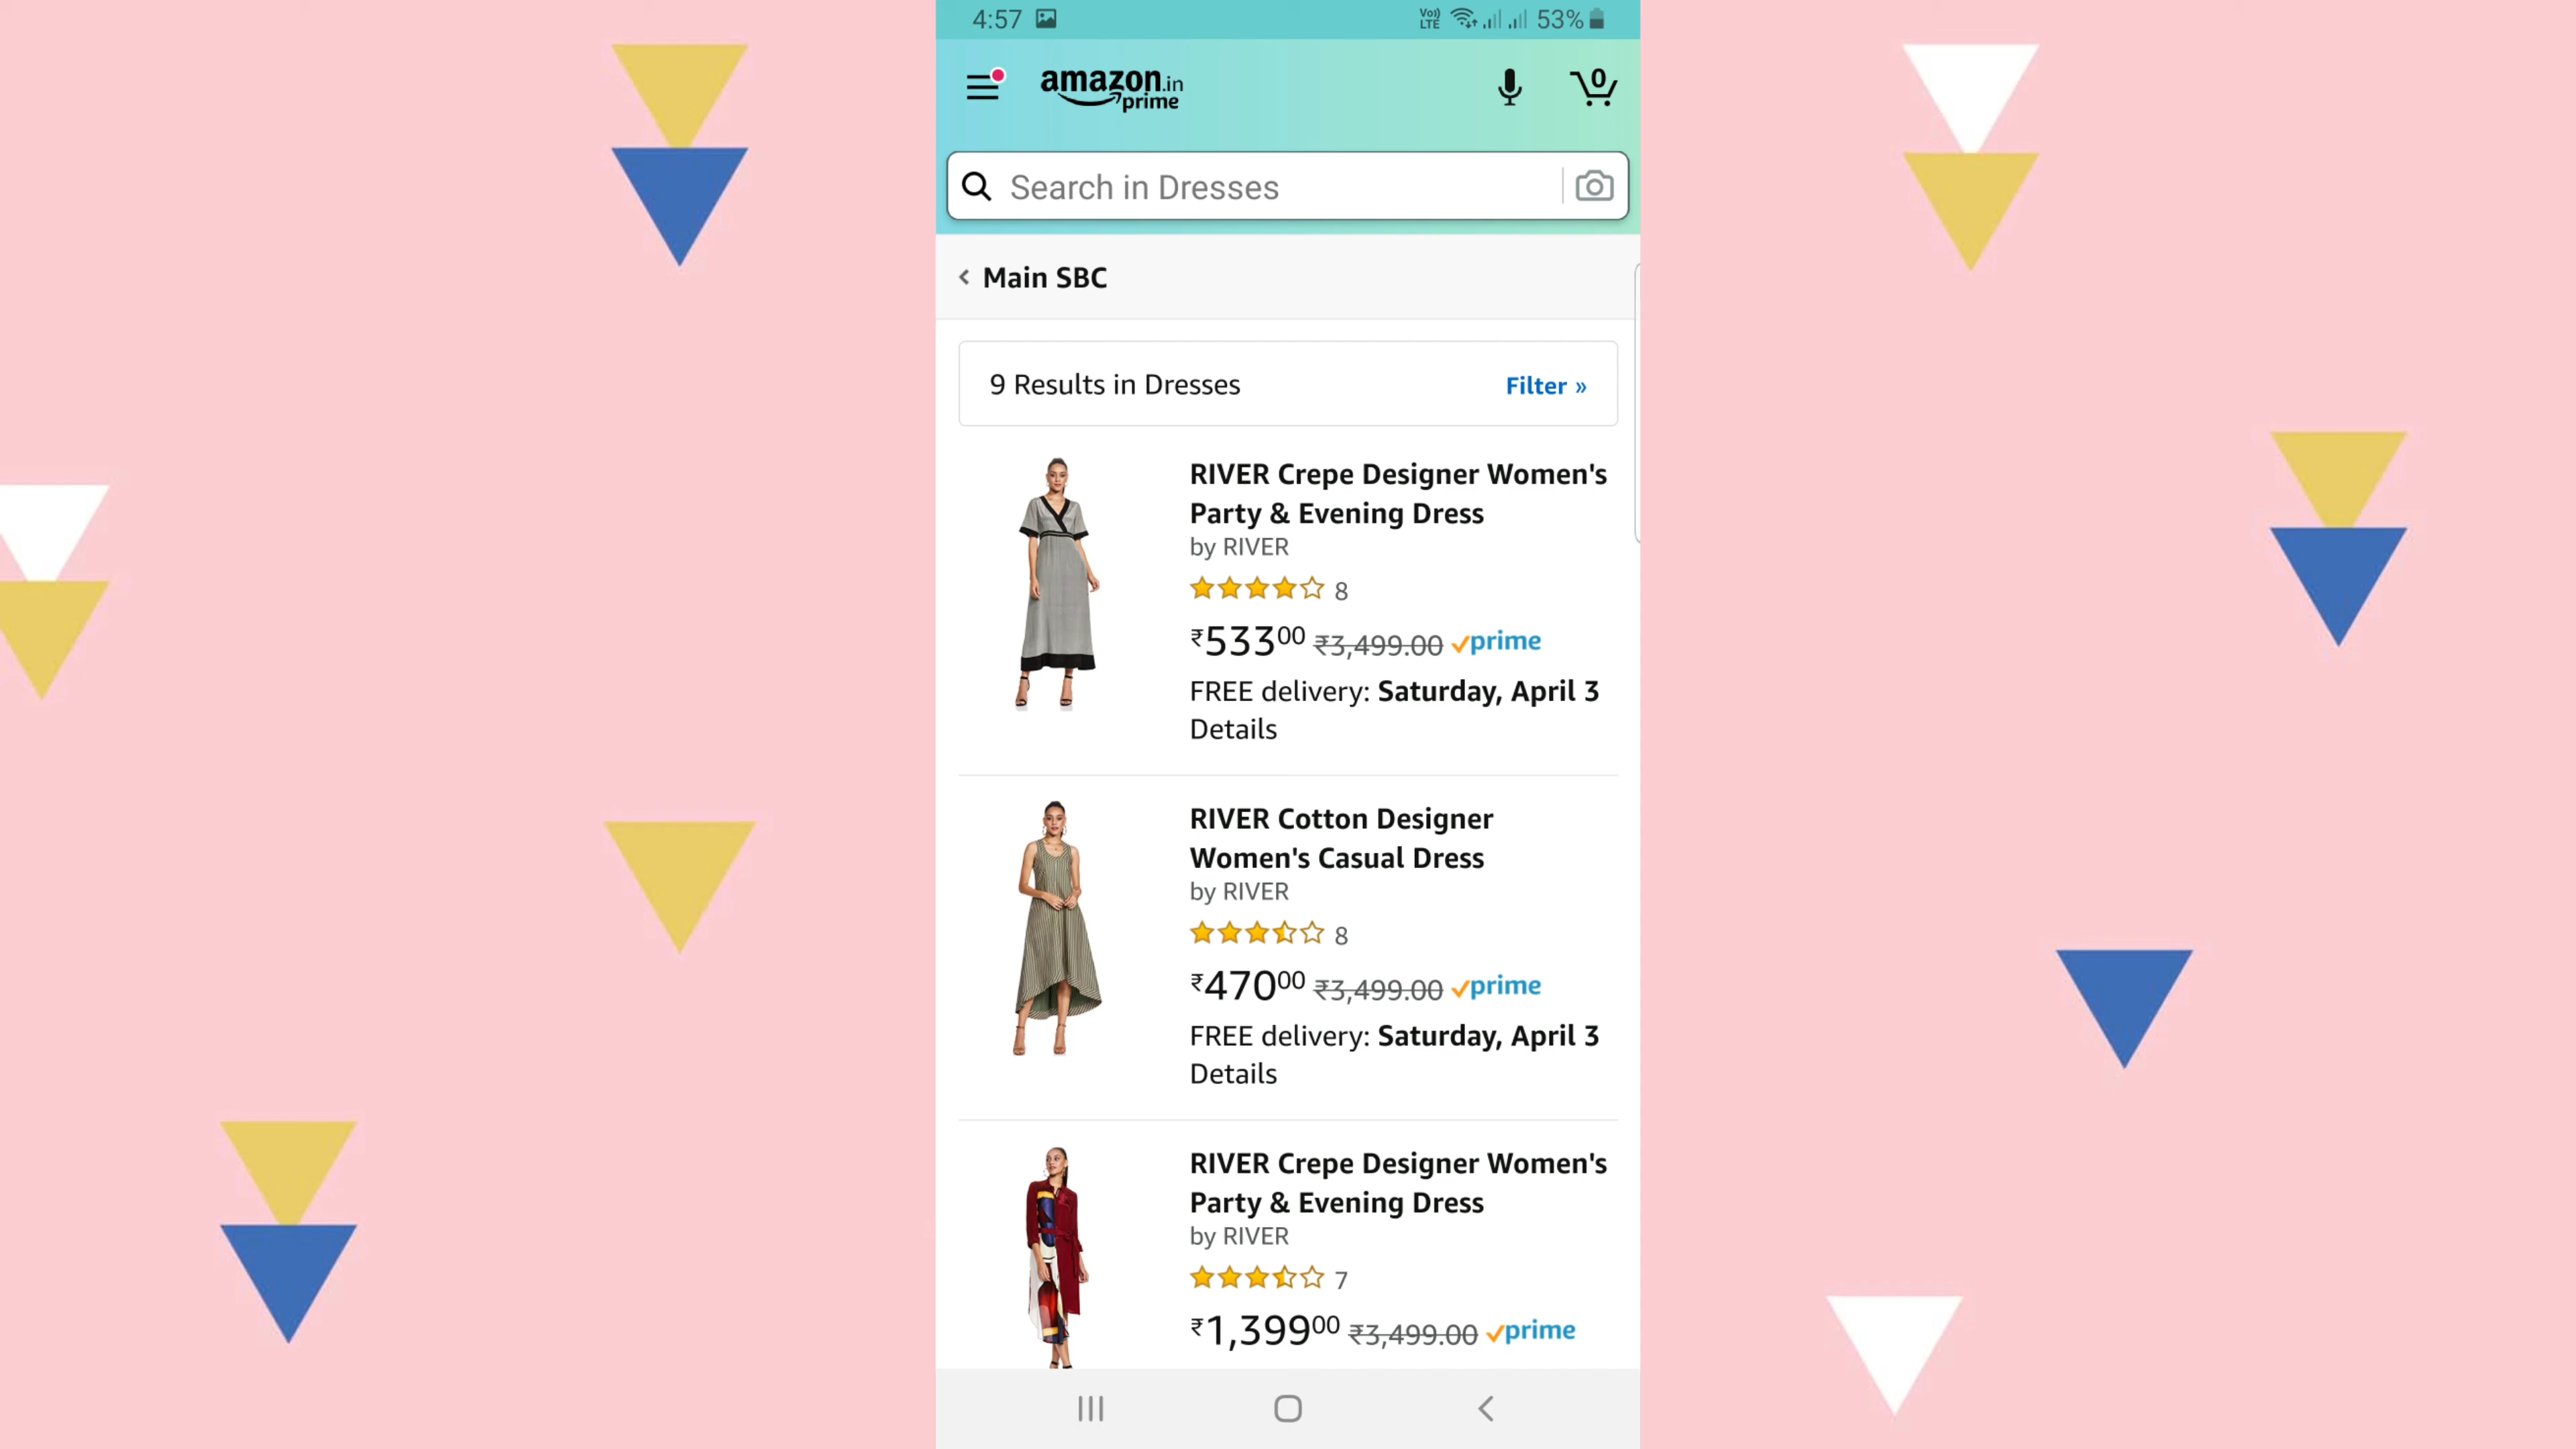 4:57 Vo)) LTE 53%
amazon.in
prime
0
Search in Dresses
‹ Main SBC
9 Results in Dresses Filter »
RIVER Crepe Designer Women's
Party & Evening Dress
by RIVER
8
₹53300 ₹3,499.00 prime
FREE delivery: Saturday, April 3
Details
RIVER Cotton Designer
Women's Casual Dress
by RIVER
8
₹47000 ₹3,499.00 prime
FREE delivery: Saturday, April 3
Details
RIVER Crepe Designer Women's
Party & Evening Dress
by RIVER
7
₹1,39900 ₹3,499.00 prime